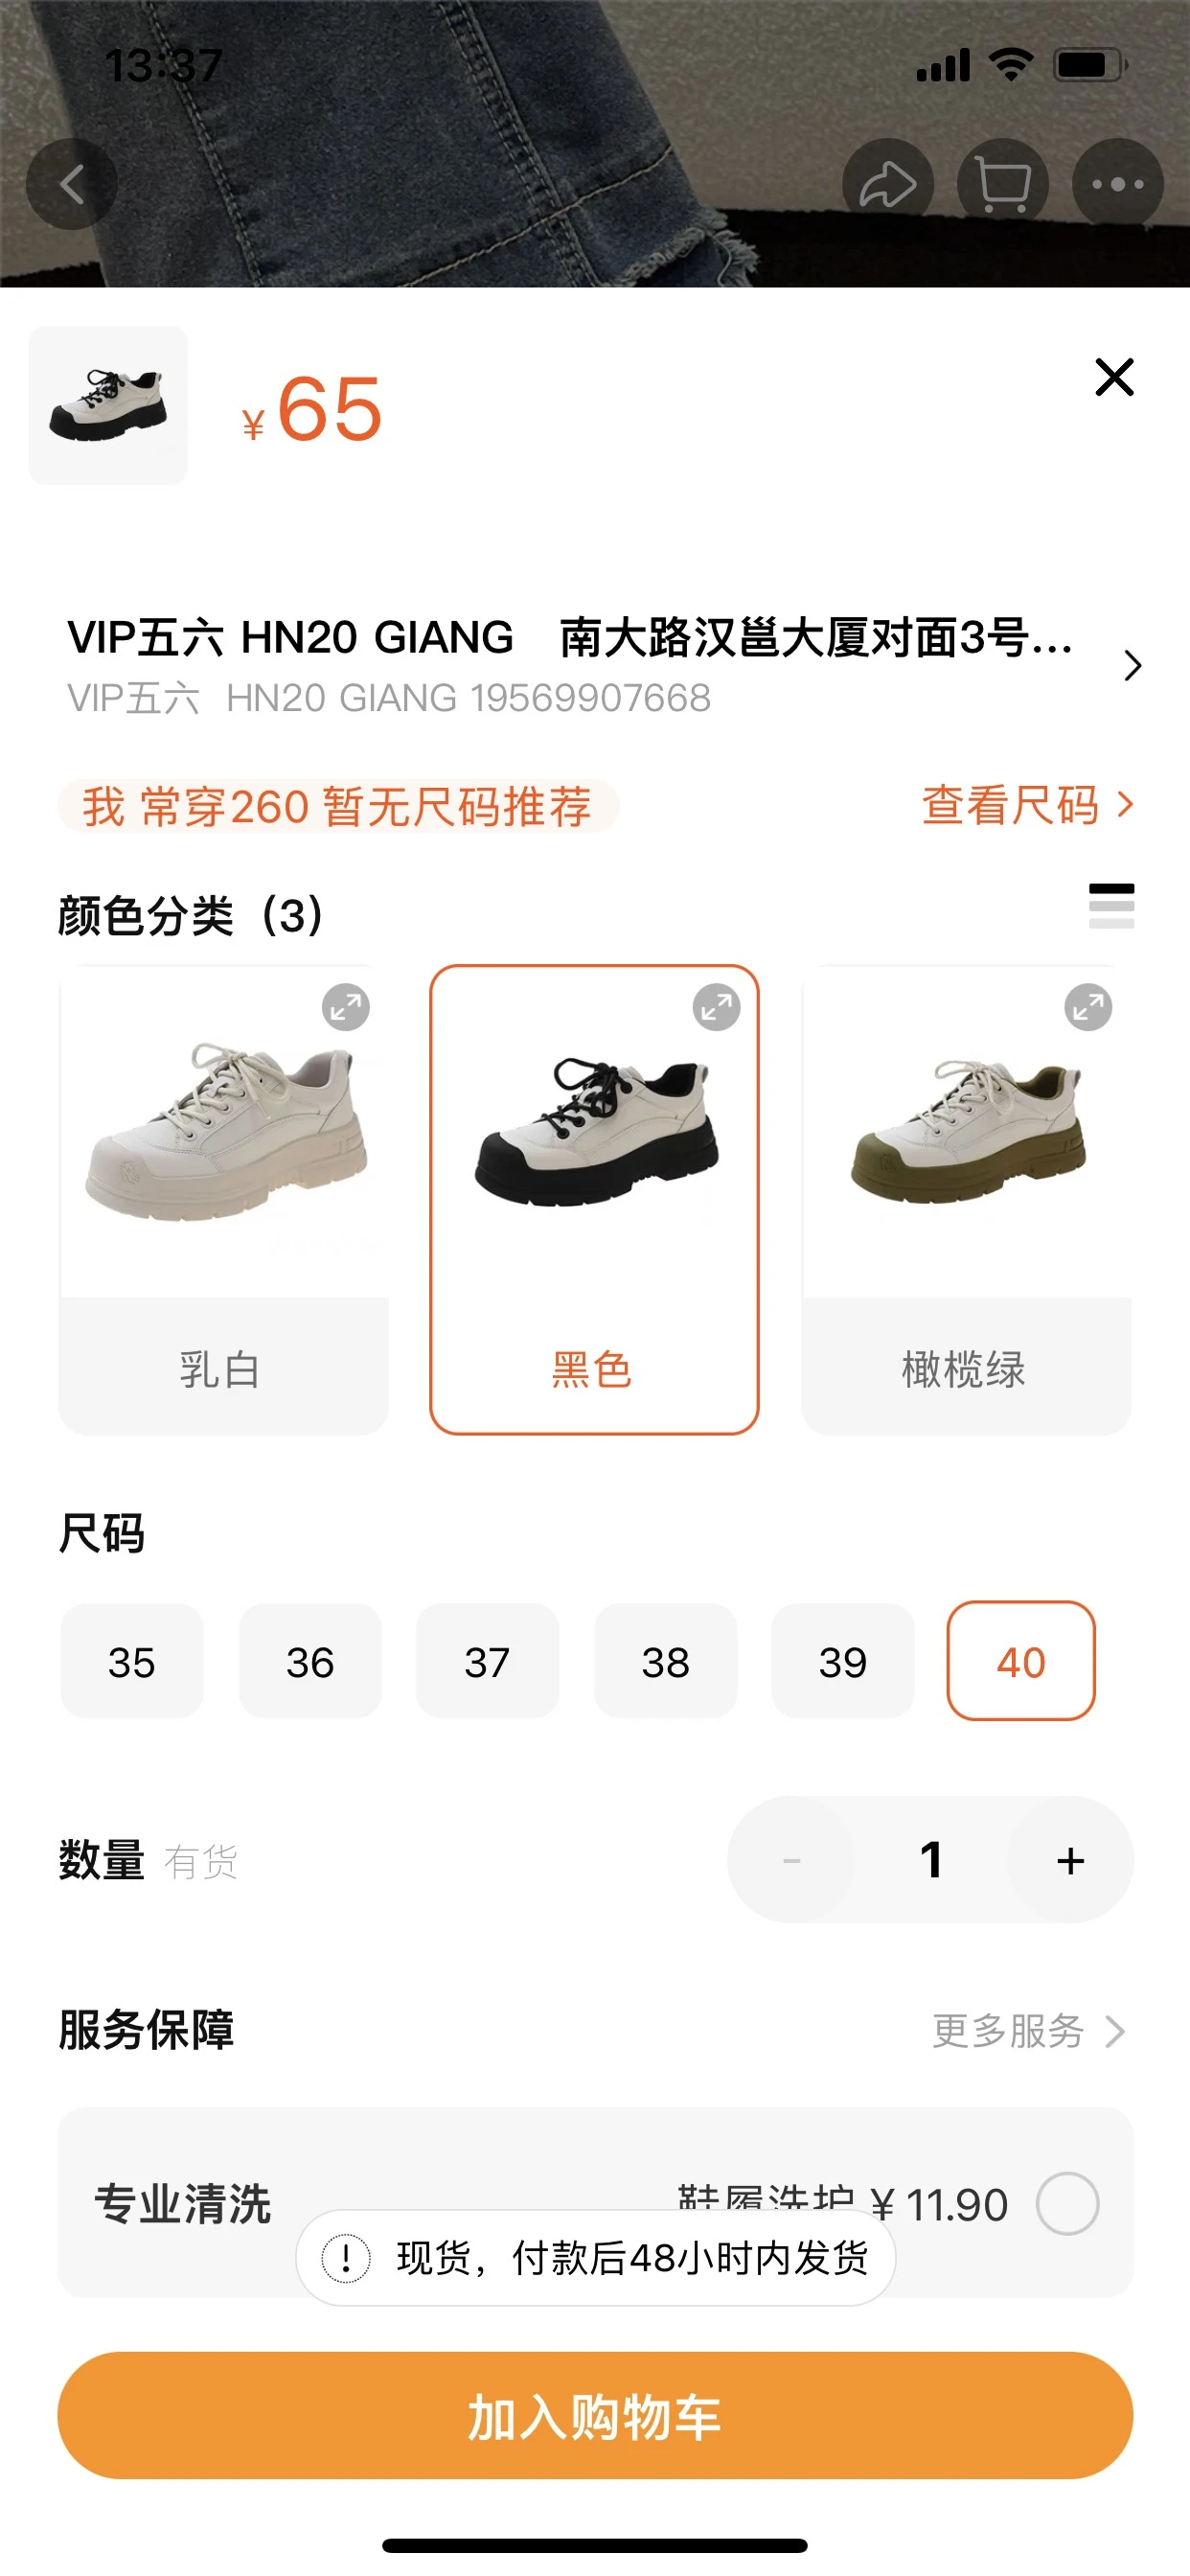 13:37
¥65
VIP五六 HN20 GIANG 南大路汉邕大厦对面3号...
VIP五六 HN20 GIANG 19569907668
我 常穿260 暂无尺码推荐 查看尺码
颜色分类（3）
乳白 黑色 橄榄绿
尺码
35 36 37 38 39 40
数量 有货 - 1 +
服务保障 更多服务
专业清洗 鞋履洗护 ¥ 11.90
现货，付款后48小时内发货
加入购物车